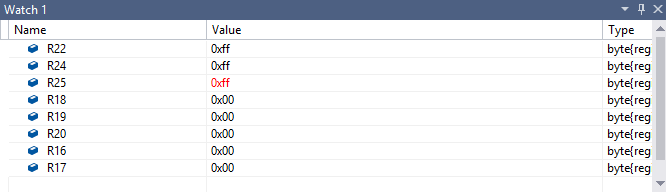 Watch 1
Name Value Type
R22 0xff byte{reg
R24 0xff byte{reg
R25 0xff byte{reg
R18 0x00 byte{reg
R19 0x00 byte{reg
R20 0x00 byte{reg
R16 0x00 byte{reg
R17 0x00 byte{reg